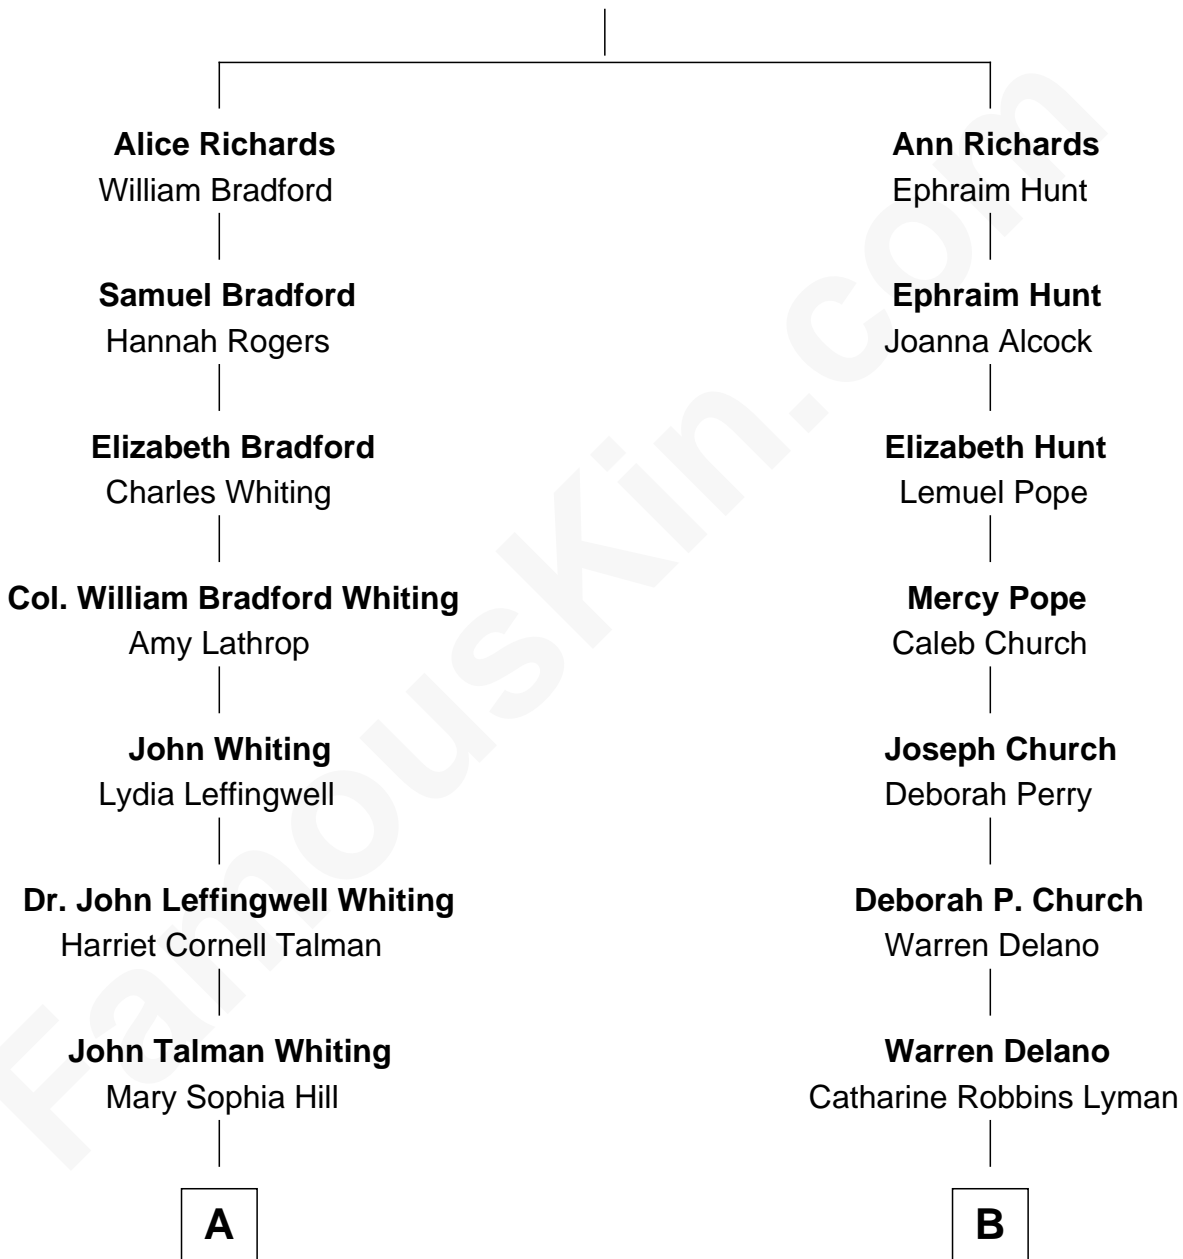 Alice Richards
William Bradford
Samuel Bradford
Hannah Rogers
Elizabeth Bradford
Charles Whiting
Col. William Bradford Whiting
Amy Lathrop
John Whiting
Lydia Leffingwell
Dr. John Leffingwell Whiting
Harriet Cornell Talman
John Talman Whiting
Mary Sophia Hill
A
Ann Richards
Ephraim Hunt
Ephraim Hunt
Joanna Alcock
Elizabeth Hunt
Lemuel Pope
Mercy Pope
Caleb Church
Joseph Church
Deborah Perry
Deborah P. Church
Warren Delano
Warren Delano
Catharine Robbins Lyman
B
FamousKin.com